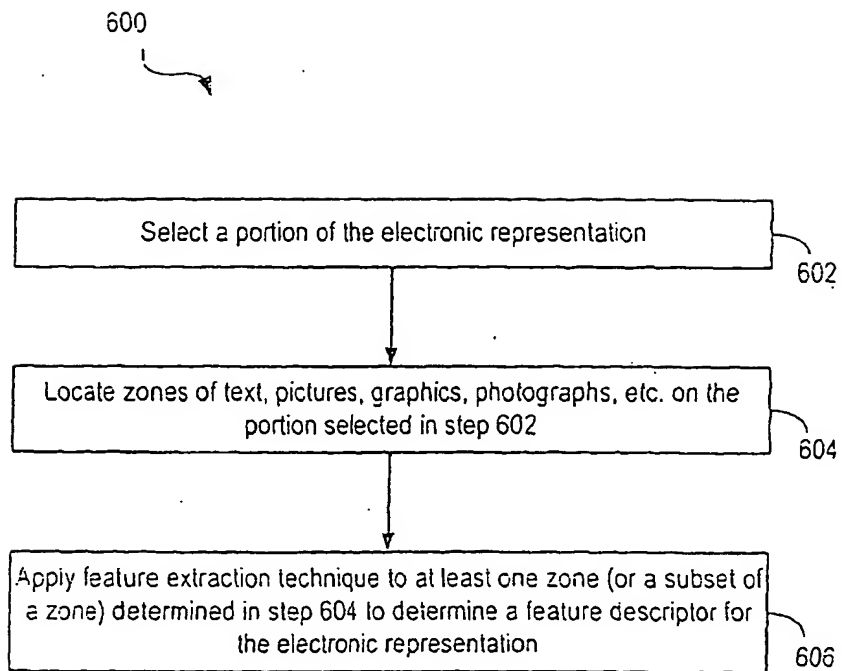 600
Select a portion of the electronic representation
602
Locate zones of text, pictures, graphics, photographs, etc. on the
portion selected in step 602
604
Apply feature extraction technique to at least one zone (or a subset of
a zone) determined in step 604 to determine a feature descriptor for
the electronic representation
606